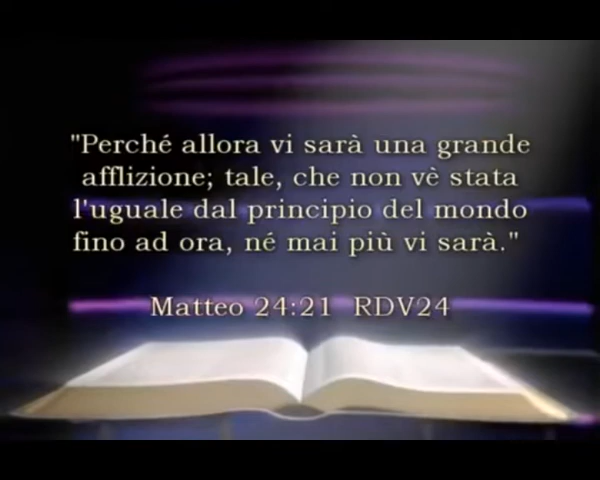 "Perché allora vi sarà una grande
afflizione; tale, che non vè stata
l'uguale dal principio del mondo
fino ad ora, né mai più vi sarà."
Matteo 24:21 RDV24